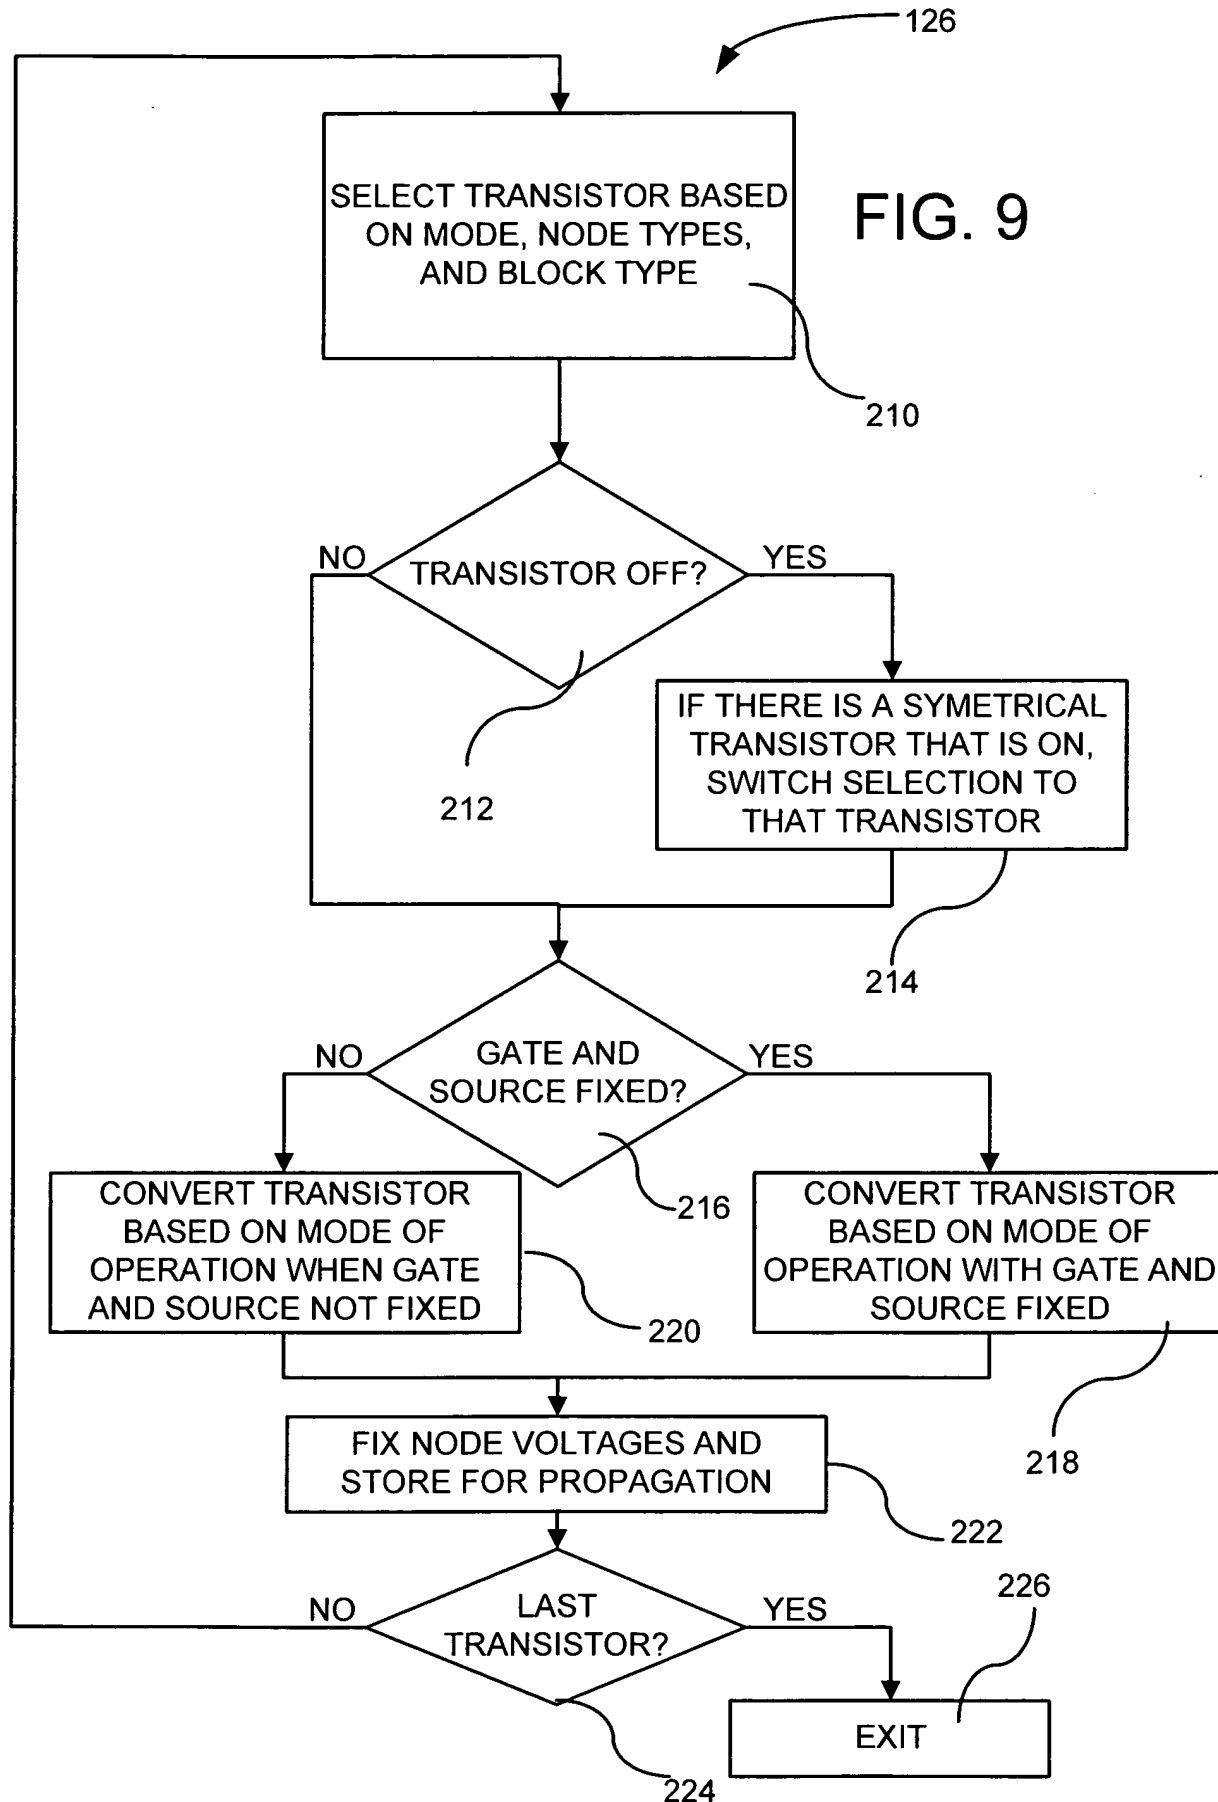 126
SELECT TRANSISTOR BASED
ON MODE, NODE TYPES,
AND BLOCK TYPE
FIG. 9
210
NO
TRANSISTOR OFF?
YES
212
IF THERE IS A SYMETRICAL
TRANSISTOR THAT IS ON,
SWITCH SELECTION TO
THAT TRANSISTOR
214
NO
GATE AND
SOURCE FIXED?
YES
216
CONVERT TRANSISTOR
BASED ON MODE OF
OPERATION WHEN GATE
AND SOURCE NOT FIXED
220
CONVERT TRANSISTOR
BASED ON MODE OF
OPERATION WITH GATE AND
SOURCE FIXED
218
FIX NODE VOLTAGES AND
STORE FOR PROPAGATION
222
NO
LAST
TRANSISTOR?
YES
224
226
EXIT